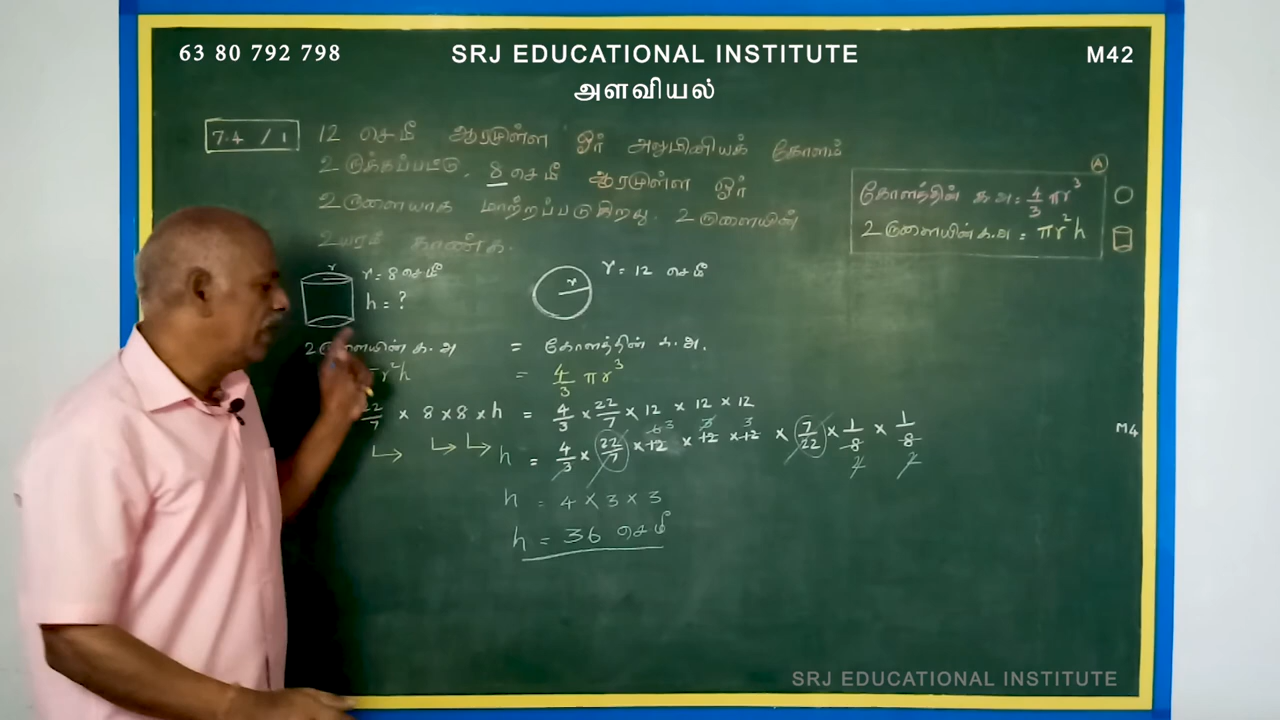 63 80 792 798 SRJ EDUCATIONAL INSTITUTE M42
அளவியல்
7.4 / 1 12 செமீ ஆரமுள்ள ஓர் அலுமினியக் கோளம்
உருக்கப்பட்டு, 8 செமீ ஆரமுள்ள ஓர்
உருளையாக மாற்றப்படுகிறது. உருளையின்
உயரம் காண்க.
A
கோளத்தின் க.அ = 4/3 πr³
உருளையின் க.அ = πr²h
r r = 8 செமீ
h = ?
r r = 12 செமீ
உருளையின் க.அ = கோளத்தின் க.அ.
πr²h = 4/3 πr³
22/7 × 8 × 8 × h = 4/3 × 22/7 × 12 × 12 × 12
h = 4/3 × 22/7 × 12 × 12 × 12 × 7/22 × 1/8 × 1/8
h = 4 × 3 × 3
h = 36 செமீ
M4
SRJ EDUCATIONAL INSTITUTE